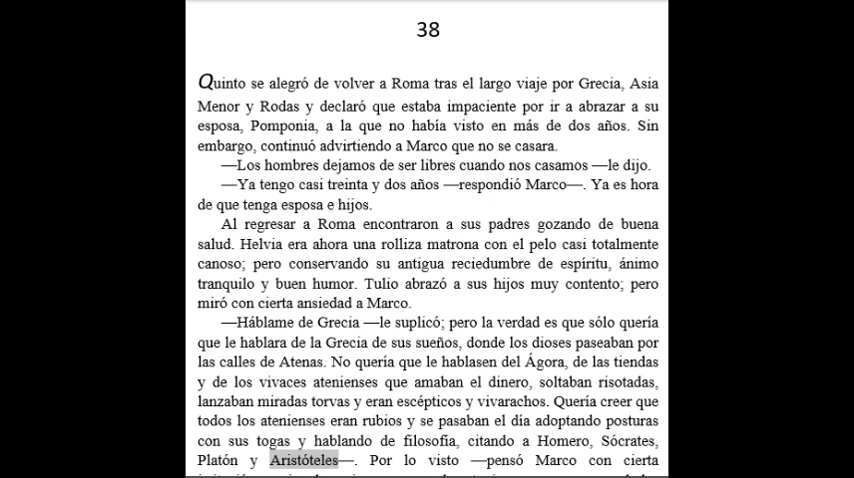 38
Quinto se alegró de volver a Roma tras el largo viaje por Grecia, Asia
Menor y Rodas y declaró que estaba impaciente por ir a abrazar a su
esposa, Pomponia, a la que no había visto en más de dos años. Sin
embargo, continuó advirtiendo a Marco que no se casara.
—Los hombres dejamos de ser libres cuando nos casamos —le dijo.
—Ya tengo casi treinta y dos años —respondió Marco—. Ya es hora
de que tenga esposa e hijos.
Al regresar a Roma encontraron a sus padres gozando de buena
salud. Helvia era ahora una rolliza matrona con el pelo casi totalmente
canoso; pero conservando su antigua reciedumbre de espíritu, ánimo
tranquilo y buen humor. Tulio abrazó a sus hijos muy contento; pero
miró con cierta ansiedad a Marco.
—Háblame de Grecia —le suplicó; pero la verdad es que sólo quería
que le hablara de la Grecia de sus sueños, donde los dioses paseaban por
las calles de Atenas. No quería que le hablasen del Ágora, de las tiendas
y de los vivaces atenienses que amaban el dinero, soltaban risotadas,
lanzaban miradas torvas y eran escépticos y vivarachos. Quería creer que
todos los atenienses eran rubios y se pasaban el día adoptando posturas
con sus togas y hablando de filosofía, citando a Homero, Sócrates,
Platón y Aristóteles—. Por lo visto —pensó Marco con cierta